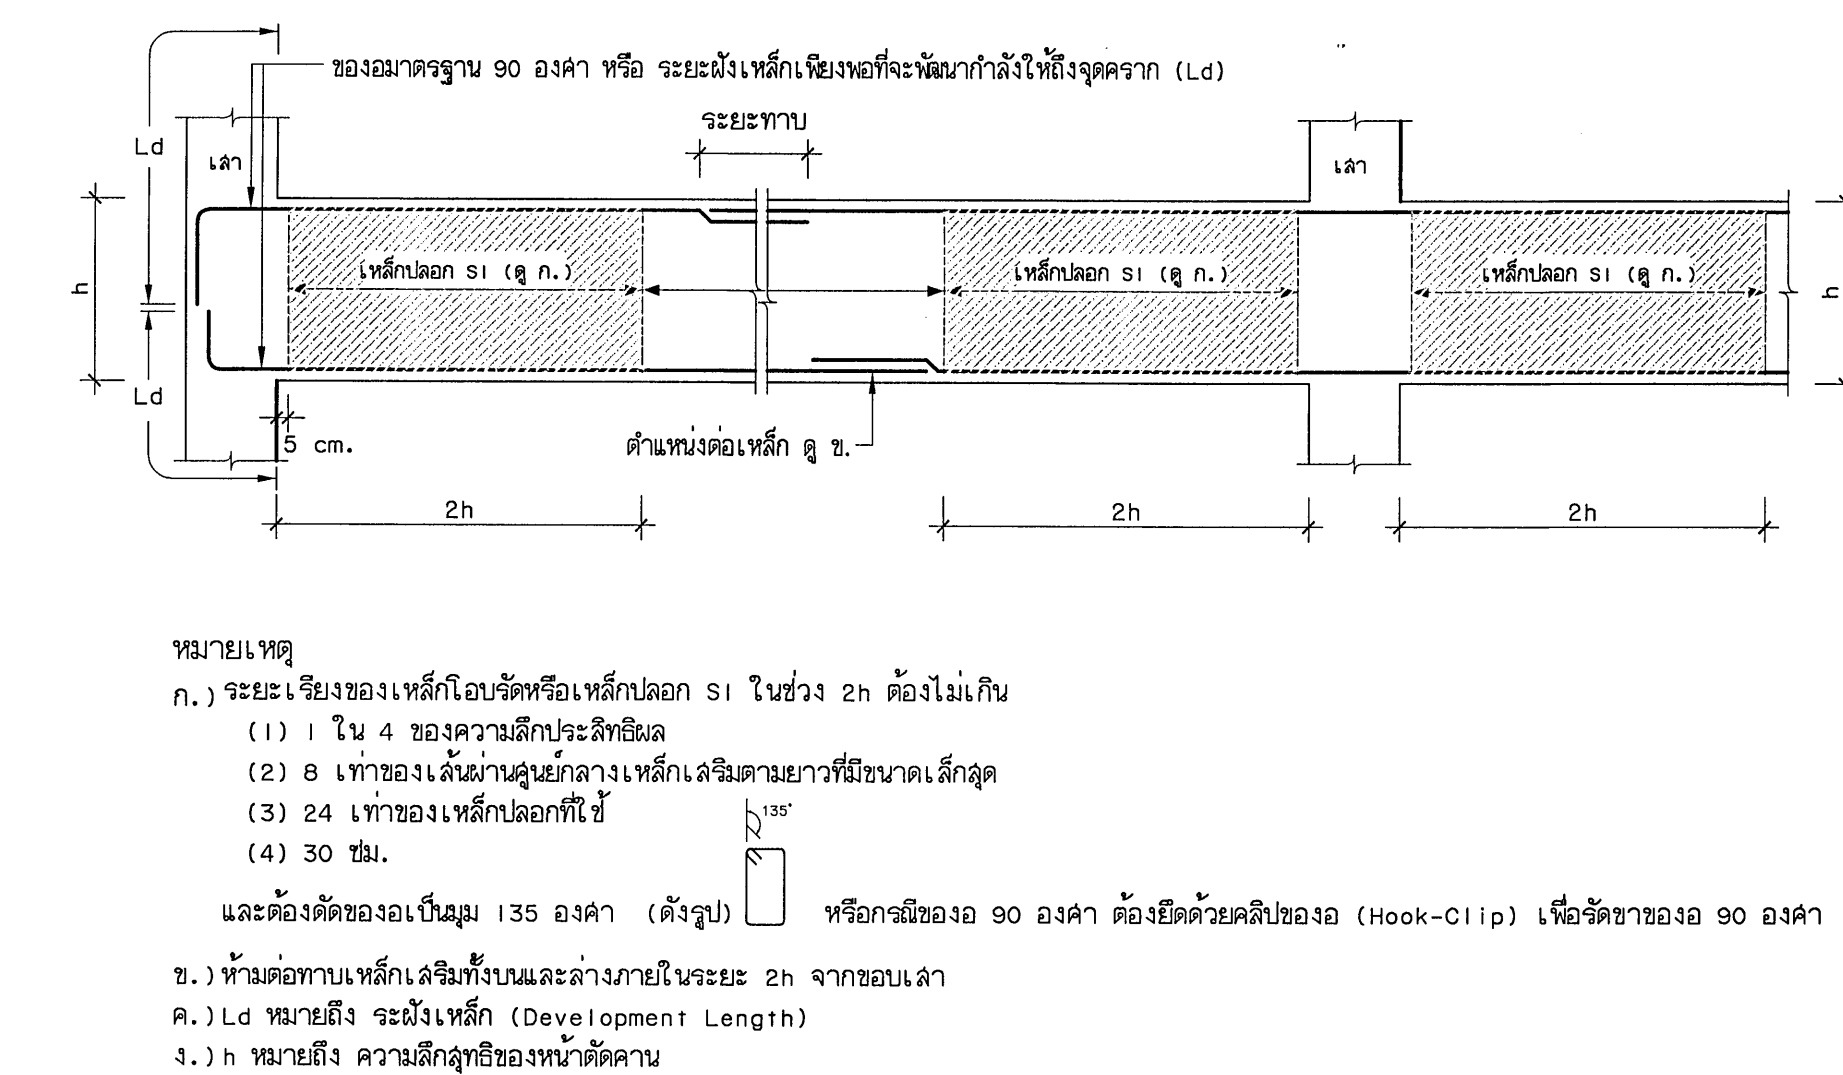 ของอมาตรฐาน 90 องศา หรือ ระยะฝังเหล็กเพียงพอที่จะพัฒนากำลังให้ถึงจุดคราก (Ld)
ระยะทาบ
Ld
เสา
เสา
h
เหล็กปลอก S1 (ดู ก.)
เหล็กปลอก S1 (ดู ก.)
เหล็กปลอก S1 (ดู ก.)
h
Ld
5 cm.
ตำแหน่งต่อเหล็ก ดู ข.
2h
2h
2h
หมายเหตุ
ก.) ระยะเรียงของเหล็กโอบรัดหรือเหล็กปลอก S1 ในช่วง 2h ต้องไม่เกิน
(1) 1 ใน 4 ของความลึกประสิทธิผล
(2) 8 เท่าของเส้นผ่านศูนย์กลางเหล็กเสริมตามยาวที่มีขนาดเล็กสุด
(3) 24 เท่าของเหล็กปลอกที่ใช้
(4) 30 ซม.
135°
และต้องดัดของอเป็นมุม 135 องศา (ดังรูป) หรือกรณีของอ 90 องศา ต้องยึดด้วยคลิปของอ (Hook-Clip) เพื่อรัดขาของอ 90 องศา
ข.) ห้ามต่อทาบเหล็กเสริมทั้งบนและล่างภายในระยะ 2h จากขอบเสา
ค.) Ld หมายถึง ระฝังเหล็ก (Development Length)
ง.) h หมายถึง ความลึกสุทธิของหน้าตัดคาน